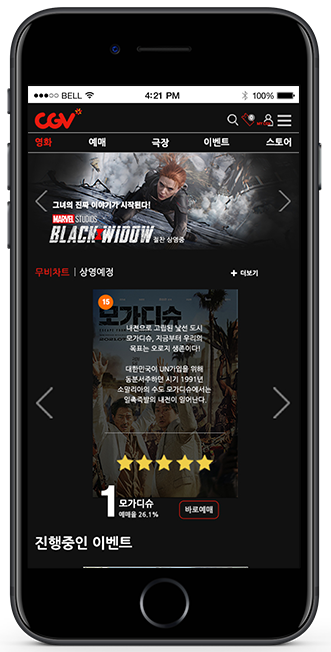 BELL 4:21 PM 100%
CGV
영화 예매 극장 이벤트 스토어
그녀의 진짜 이야기가 시작된다!
MARVEL STUDIOS
BLACK WIDOW 절찬 상영중
무비차트 | 상영예정 + 더보기
15
모가디슈
내전으로 고립된 낯선 도시
모가디슈, 지금부터 우리의
목표는 오로지 생존이다!
대한민국이 UN가입을 위해
동분서주하던 시기 1991년
소말리아의 수도 모가디슈에서는
일촉즉발의 내전이 일어난다.
1 모가디슈
예매율 26.1% 바로예매
진행중인 이벤트